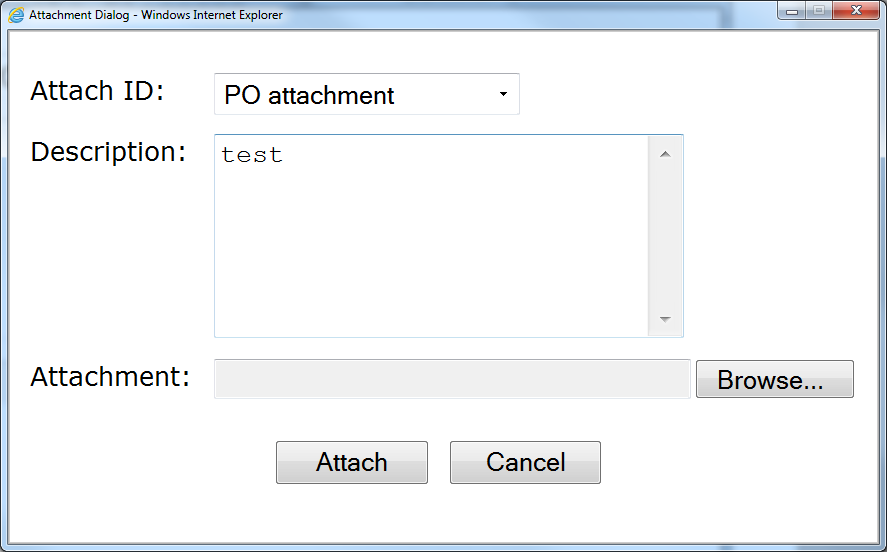 Attachment Dialog - Windows Internet Explorer
Attach ID: PO attachment
Description: test
Attachment: Browse...
Attach Cancel